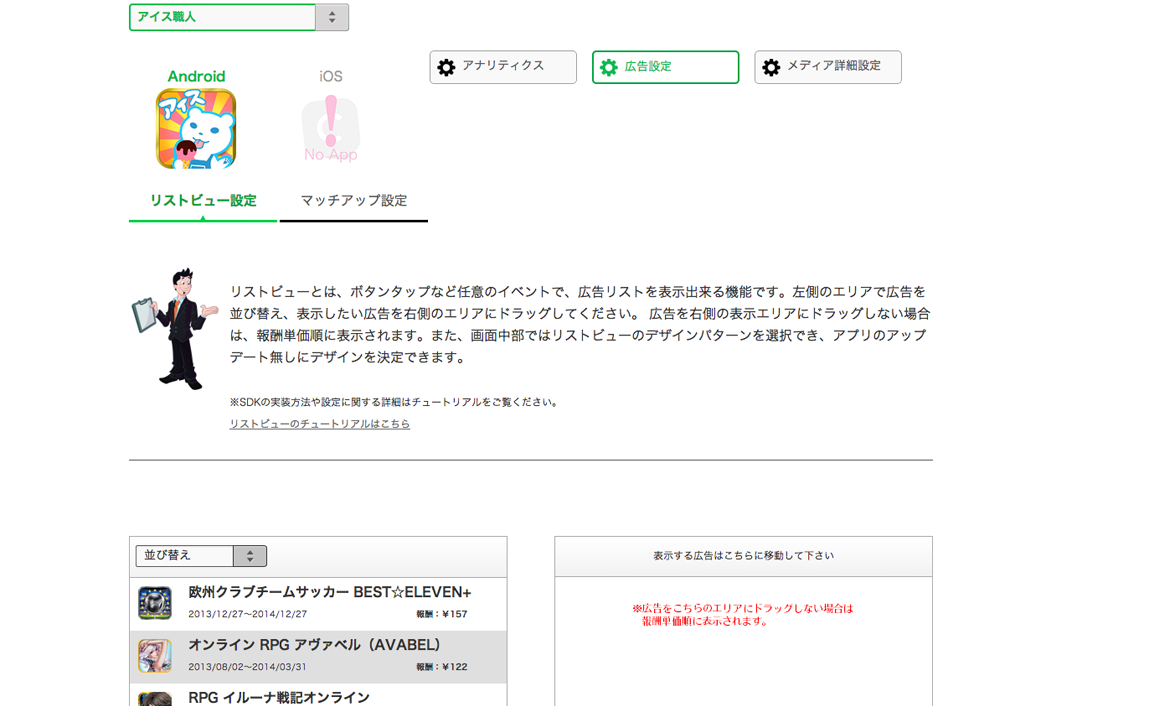 アイス職人
アナリティクス
広告設定
メディア詳細設定
Android
iOS
アイス
No App
リストビュー設定
マッチアップ設定
リストビューとは、ボタンタップなど任意のイベントで、広告リストを表示出来る機能です。左側のエリアで広告を
並び替え、表示したい広告を右側のエリアにドラッグしてください。 広告を右側の表示エリアにドラッグしない場合
は、報酬単価順に表示されます。また、画面中部ではリストビューのデザインパターンを選択でき、アプリのアップ
デート無しにデザインを決定できます。
※SDKの実装方法や設定に関する詳細はチュートリアルをご覧ください。
リストビューのチュートリアルはこちら
並び替え
表示する広告はこちらに移動して下さい
欧州クラブチームサッカー BEST☆ELEVEN+
2013/12/27〜2014/12/27
報酬：¥157
※広告をこちらのエリアにドラッグしない場合は
報酬単価順に表示されます。
オンライン RPG アヴァベル（AVABEL）
2013/08/02〜2014/03/31
報酬：¥122
RPG イルーナ戦記オンライン